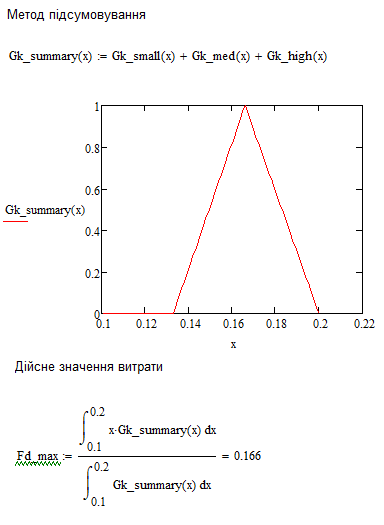 Метод підсумовування
Gk_summary(x) := Gk_small(x) + Gk_med(x) + Gk_high(x)
1
0.8
0.6
Gk_summary(x)
0.4
0.2
0
0.1 0.12 0.14 0.16 0.18 0.2 0.22
x
Дійсне значення витрати
0.2
x·Gk_summary(x) dx
0.1
Fd_max := = 0.166
0.2
Gk_summary(x) dx
0.1